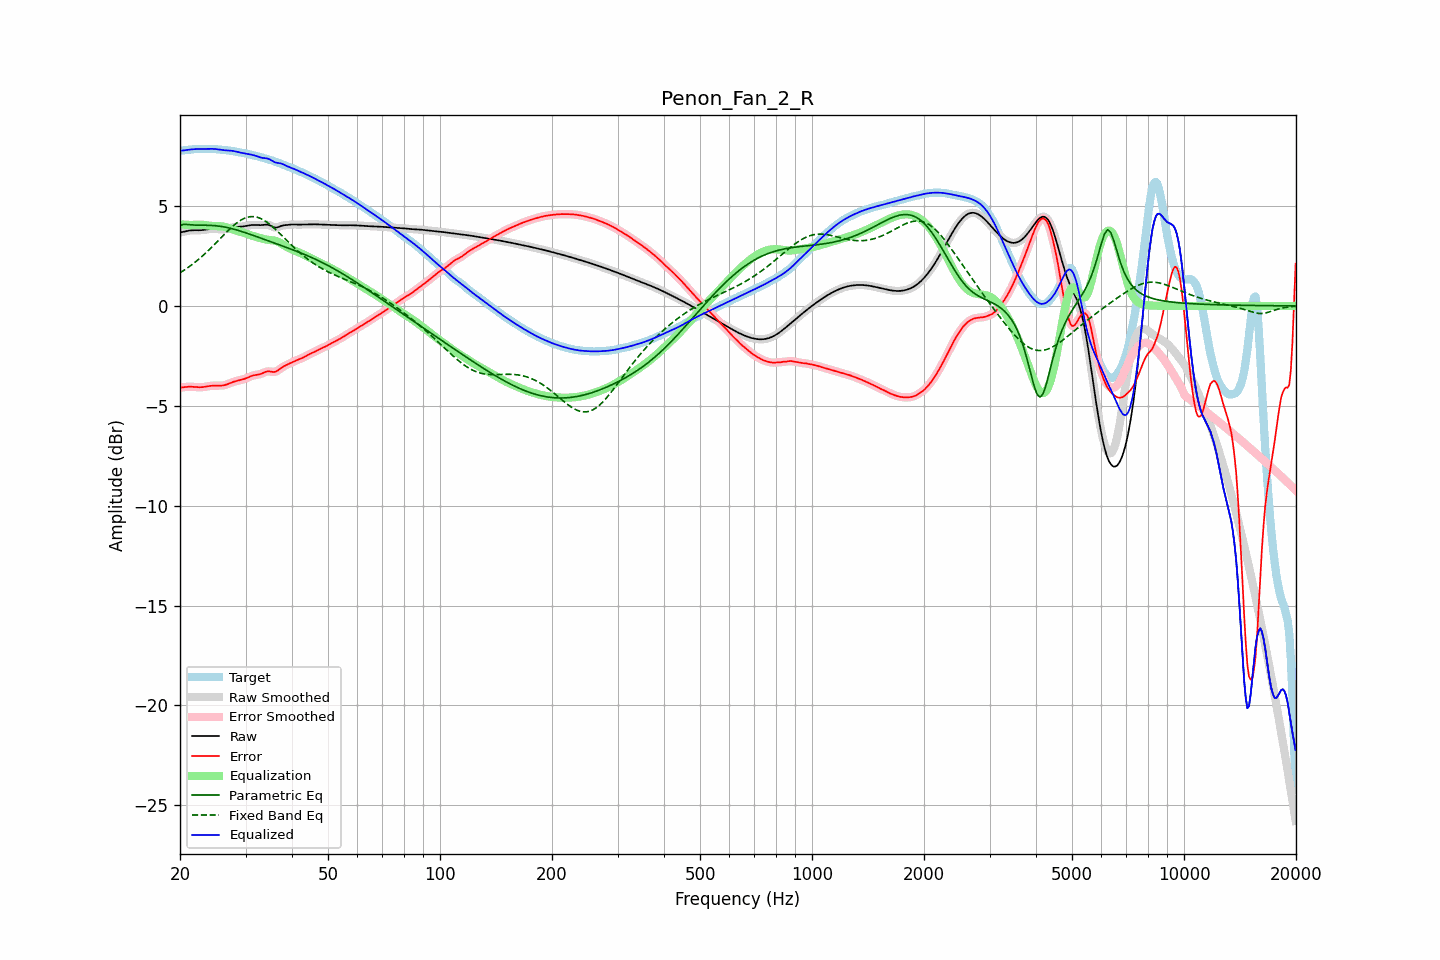 Penon_Fan_2_R
Amplitude (dBr)
5
0
−5
−10
−15
−20
−25
Target
Raw Smoothed
Error Smoothed
Raw
Error
Equalization
Parametric Eq
Fixed Band Eq
Equalized
20 50 100 200 500 1000 2000 5000 10000 20000
Frequency (Hz)